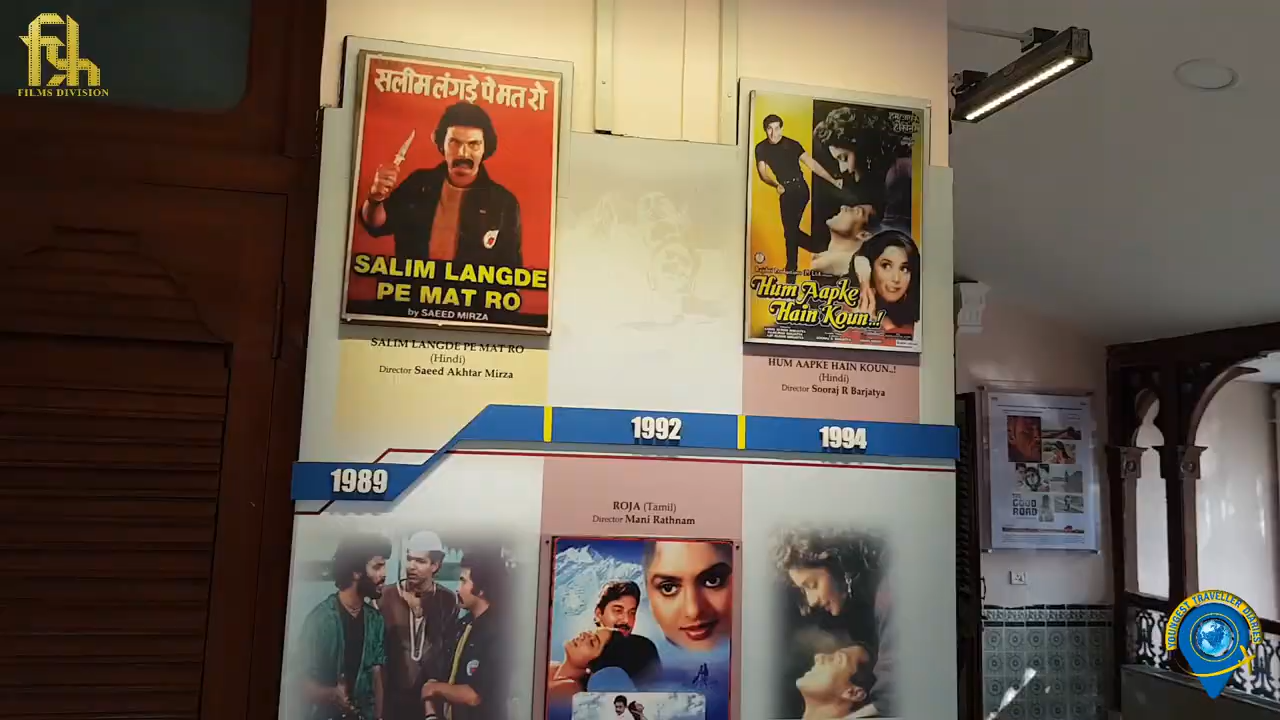 FILMS DIVISION
सलीम लंगड़े पे मत रो
SALIM LANGDE
PE MAT RO
by SAEED MIRZA
SALIM LANGDE PE MAT RO
(Hindi)
Director Saeed Akhtar Mirza
Hum Aapke
Hain Koun..!
HUM AAPKE HAIN KOUN..!
(Hindi)
Director Sooraj R Barjatya
1989
1992
1994
ROJA (Tamil)
Director Mani Rathnam
THE
GOOD
ROAD
YOUNGEST TRAVELLER DIARIES